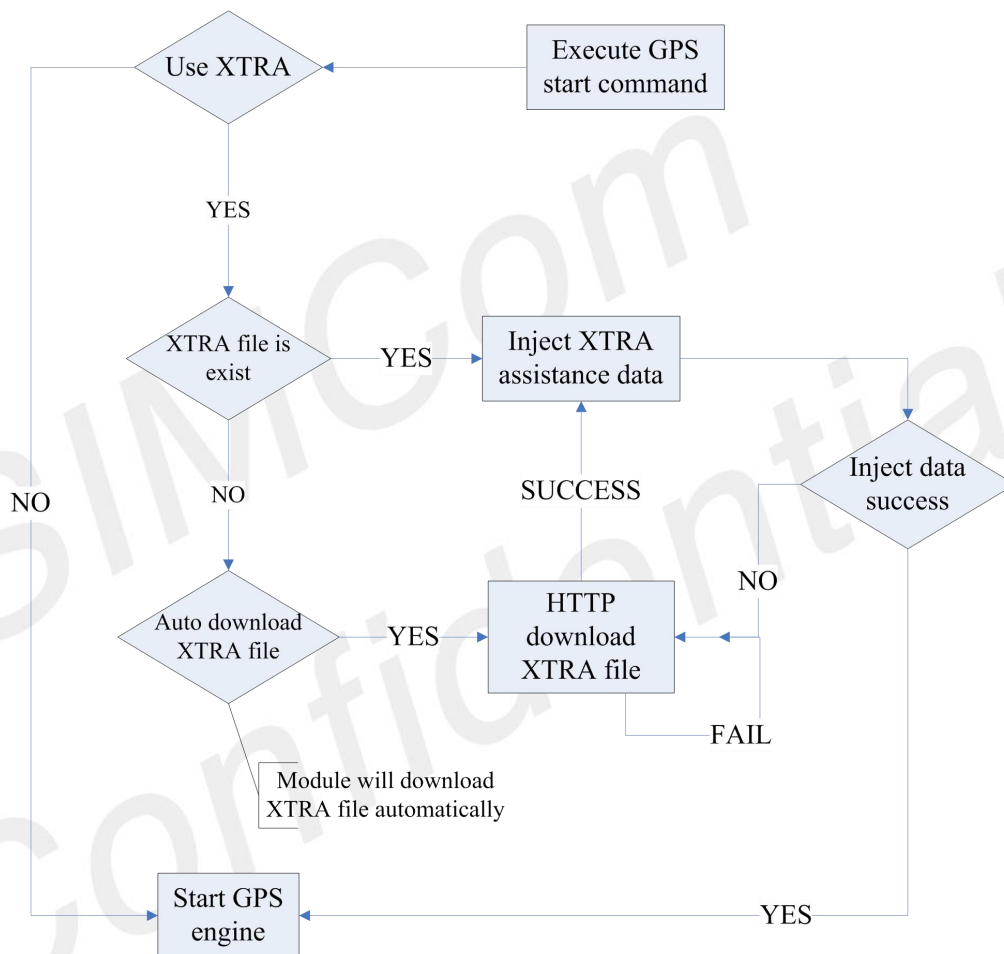 Use XTRA
Execute GPS
start command
YES
XTRA file is
exist
YES
Inject XTRA
assistance data
NO
NO
SUCCESS
Inject data
success
Auto download
XTRA file
YES
HTTP
download
XTRA file
NO
FAIL
Module will download
XTRA file automatically
Start GPS
engine
YES
SIMCom
Confidential